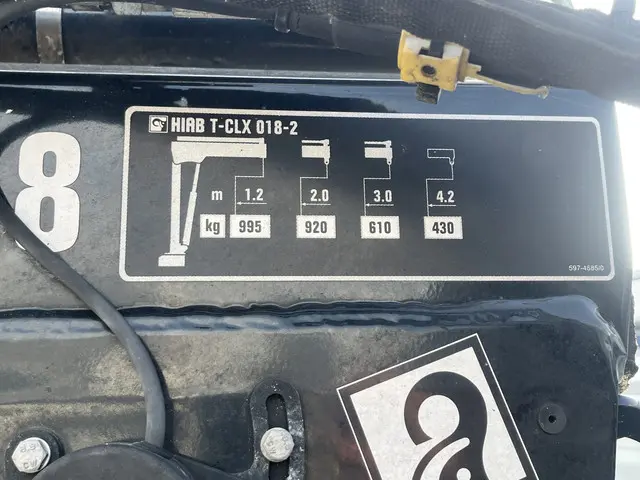 HIAB T-CLX 018-2
m 1.2 2.0 3.0 4.2
kg 995 920 610 430
597-4585/0
8